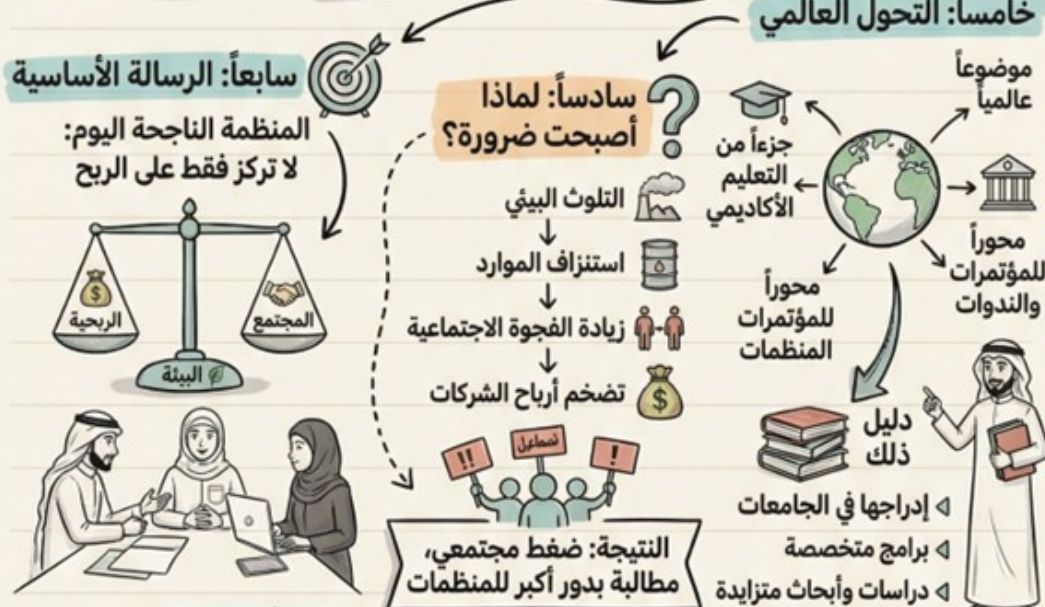 خامساً: التحول العالمي
موضوعاً
عالمياً
جزءاً من
التعليم
الأكاديمي
محوراً
للمؤتمرات
والندوات
محوراً
للمؤتمرات
المنظمات
دليل
ذلك
إدراجها في الجامعات
برامج متخصصة
دراسات وأبحاث متزايدة
سادساً: لماذا
أصبحت ضرورة؟
?
التلوث البيئي
استنزاف الموارد
زيادة الفجوة الاجتماعية
تضخم أرباح الشركات
$
!!
!
النتيجة: ضغط مجتمعي،
مطالبة بدور أكبر للمنظمات
سابعاً: الرسالة الأساسية
المنظمة الناجحة اليوم:
لا تركز فقط على الربح
$
الربحية
المجتمع
البيئة